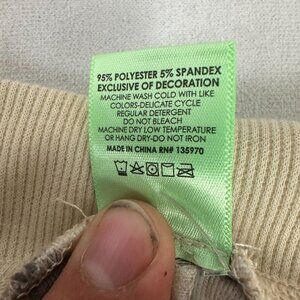 95% POLYESTER 5% SPANDEX
EXCLUSIVE OF DECORATION
MACHINE WASH COLD WITH LIKE
COLORS-DELICATE CYCLE
REGULAR DETERGENT
DO NOT BLEACH
MACHINE DRY LOW TEMPERATURE
OR HANG DRY-DO NOT IRON
MADE IN CHINA RN# 135970